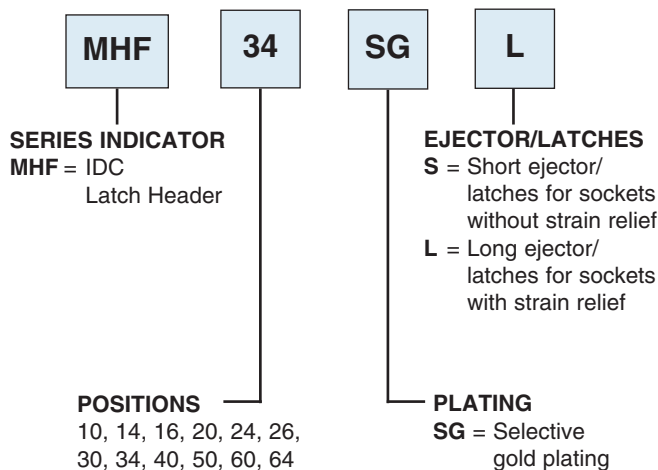 MHF 34 SG L
SERIES INDICATOR
MHF = IDC
Latch Header
EJECTOR/LATCHES
S = Short ejector/
latches for sockets
without strain relief
L = Long ejector/
latches for sockets
with strain relief
POSITIONS
10, 14, 16, 20, 24, 26,
30, 34, 40, 50, 60, 64
PLATING
SG = Selective
gold plating